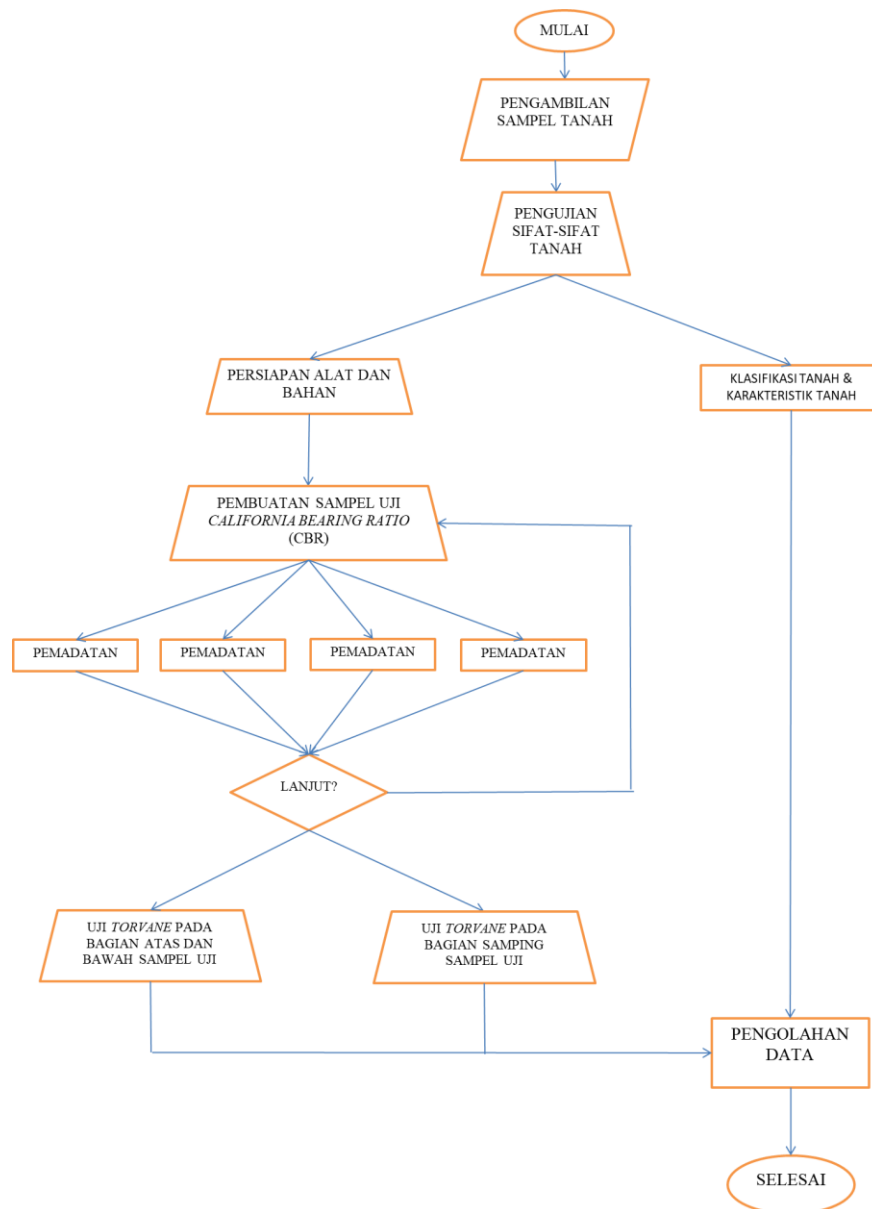 MULAI
PENGAMBILAN
SAMPEL TANAH
PENGUJIAN
SIFAT-SIFAT
TANAH
PERSIAPAN ALAT DAN
BAHAN
KLASIFIKASI TANAH &
KARAKTERISTIK TANAH
PEMBUATAN SAMPEL UJI
CALIFORNIA BEARING RATIO
(CBR)
PEMADATAN
PEMADATAN
PEMADATAN
PEMADATAN
LANJUT?
UJI TORVANE PADA
BAGIAN ATAS DAN
BAWAH SAMPEL UJI
UJI TORVANE PADA
BAGIAN SAMPING
SAMPEL UJI
PENGOLAHAN
DATA
SELESAI